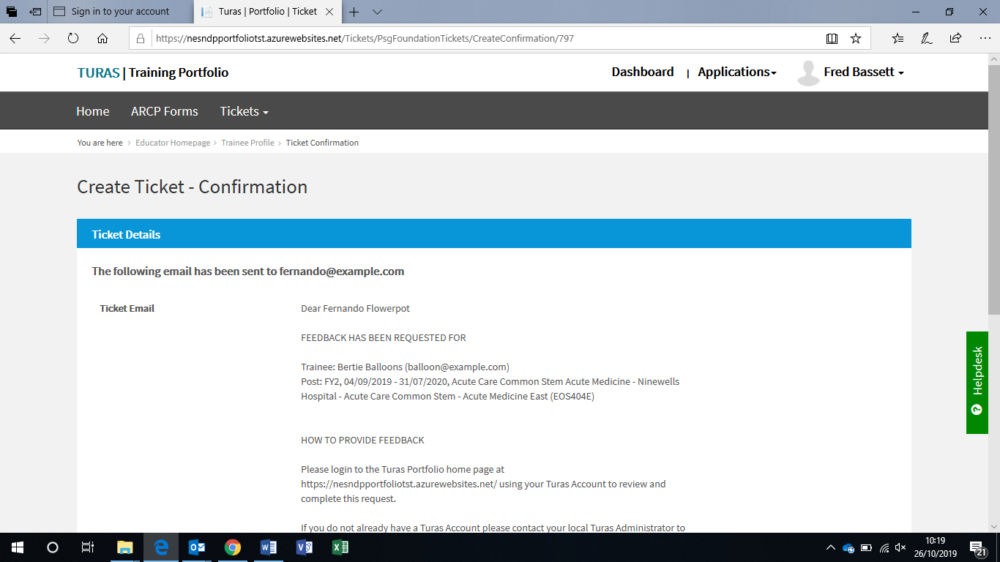 Sign in to your account
Turas | Portfolio | Ticket
https://nesndpportfoliotst.azurewebsites.net/Tickets/PsgFoundationTickets/CreateConfirmation/797
TURAS | Training Portfolio
Dashboard | Applications Fred Bassett
Home ARCP Forms Tickets
You are here > Educator Homepage > Trainee Profile > Ticket Confirmation
Create Ticket - Confirmation
Ticket Details
The following email has been sent to fernando@example.com
Ticket Email
Dear Fernando Flowerpot
FEEDBACK HAS BEEN REQUESTED FOR
Trainee: Bertie Balloons (balloon@example.com)
Post: FY2, 04/09/2019 - 31/07/2020, Acute Care Common Stem Acute Medicine - Ninewells
Hospital - Acute Care Common Stem - Acute Medicine East (EOS404E)
HOW TO PROVIDE FEEDBACK
Please login to the Turas Portfolio home page at
https://nesndpportfoliotst.azurewebsites.net/ using your Turas Account to review and
complete this request.
If you do not already have a Turas Account please contact your local Turas Administrator to
Helpdesk
10:19
26/10/2019
21